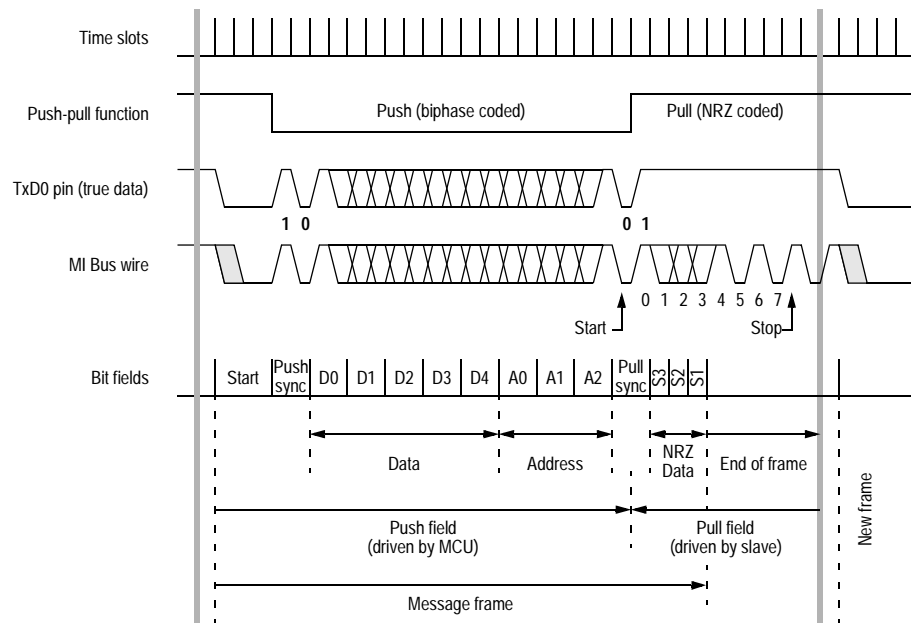 Time slots
Push-pull function
Push (biphase coded)
Pull (NRZ coded)
TxD0 pin (true data)
1 0
0 1
MI Bus wire
0 1 2 3 4 5 6 7
Start
Stop
Bit fields
Start
Push
sync
D0
D1
D2
D3
D4
A0
A1
A2
Pull
sync
S3
S2
S1
Data
Address
NRZ
Data
End of frame
Push field
(driven by MCU)
Pull field
(driven by slave)
New frame
Message frame